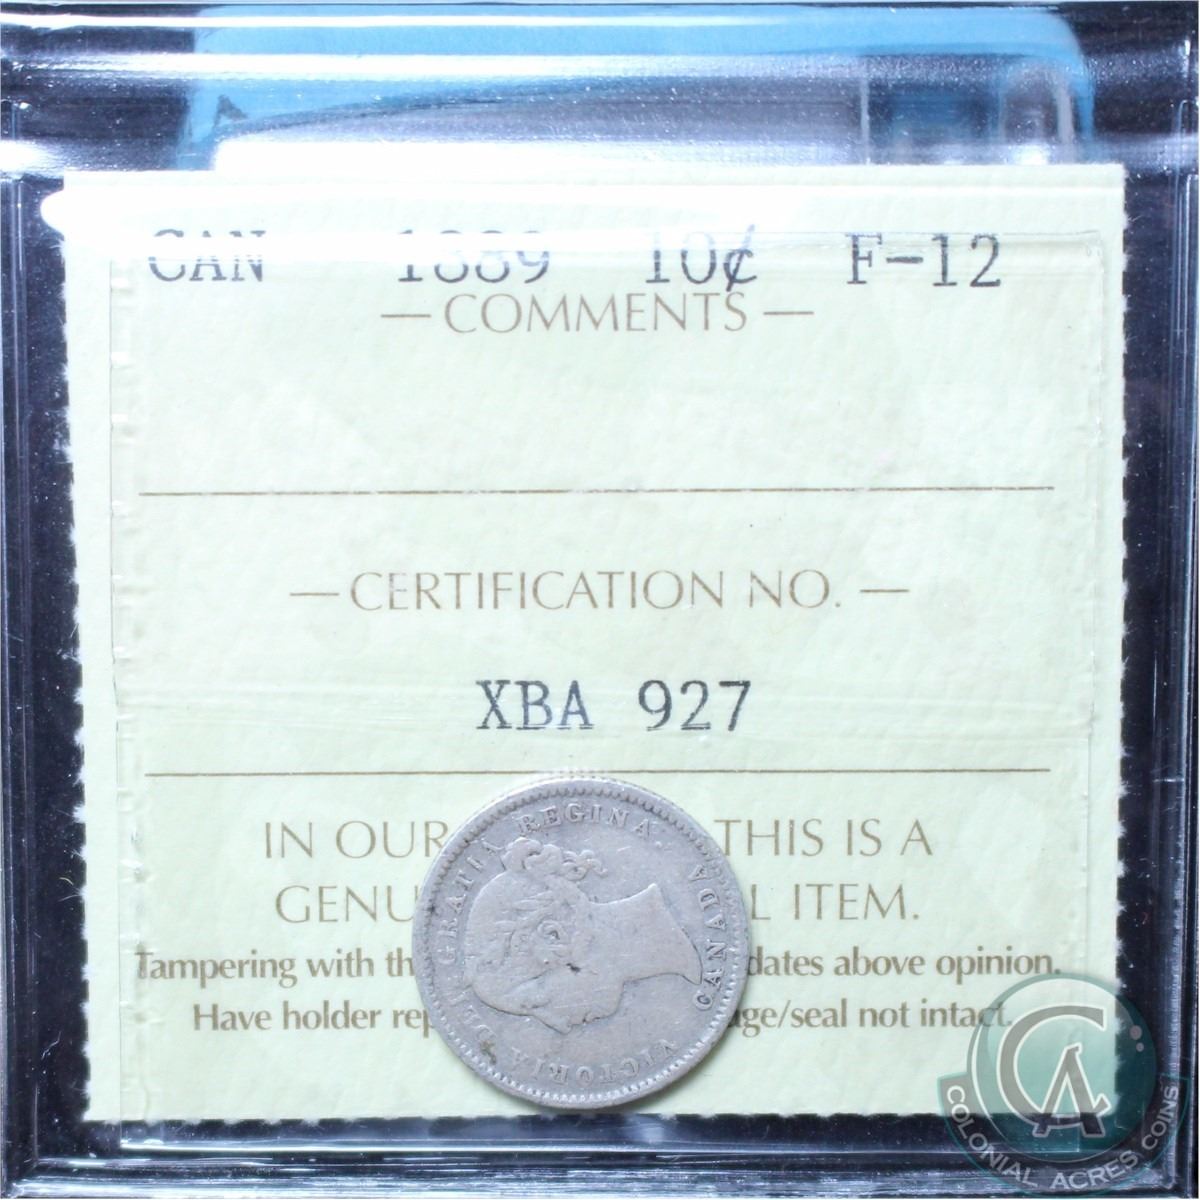 CAN 1889 10¢ F-12
— COMMENTS —
— CERTIFICATION NO. —
XBA 927
IN OUR THIS IS A
GENU L ITEM.
Tampering with th dates above opinion.
Have holder rep ge/seal not intact.
VICTORIA DEI GRATIA REGINA. CANADA
CA
COLONIAL ACRES COINS